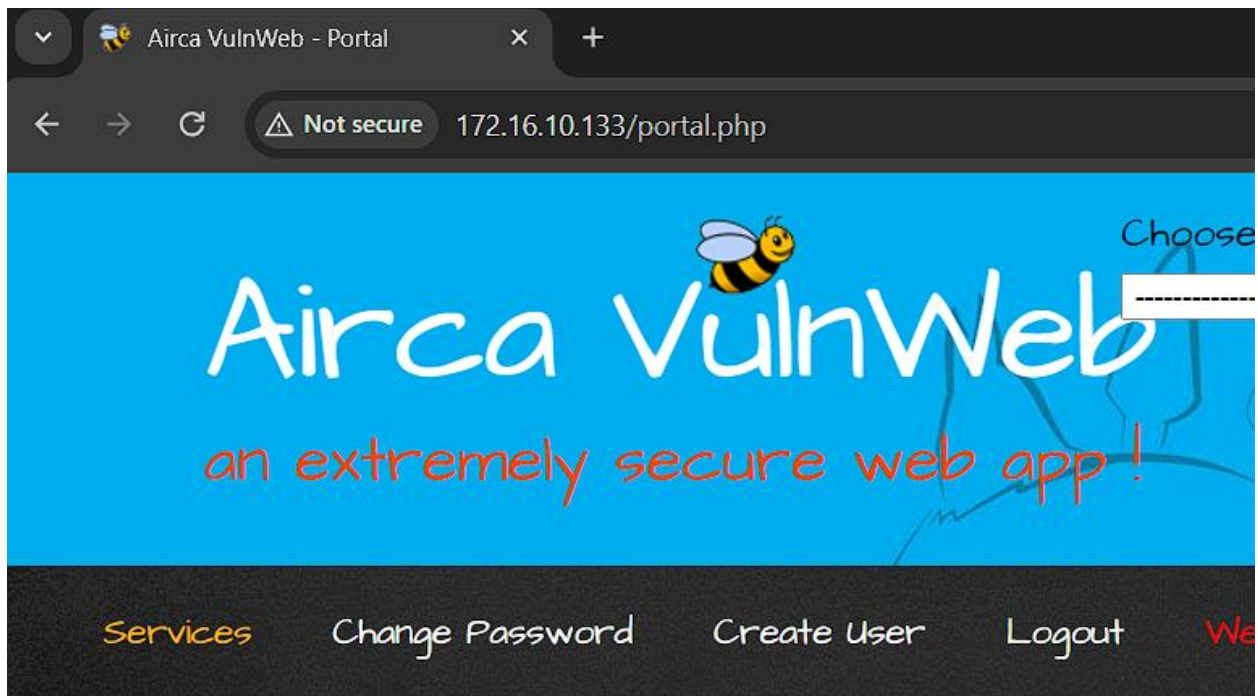 Airca VulnWeb - Portal
Not secure 172.16.10.133/portal.php
Choose
Airca VulnWeb
an extremely secure web app !
Services Change Password Create User Logout We